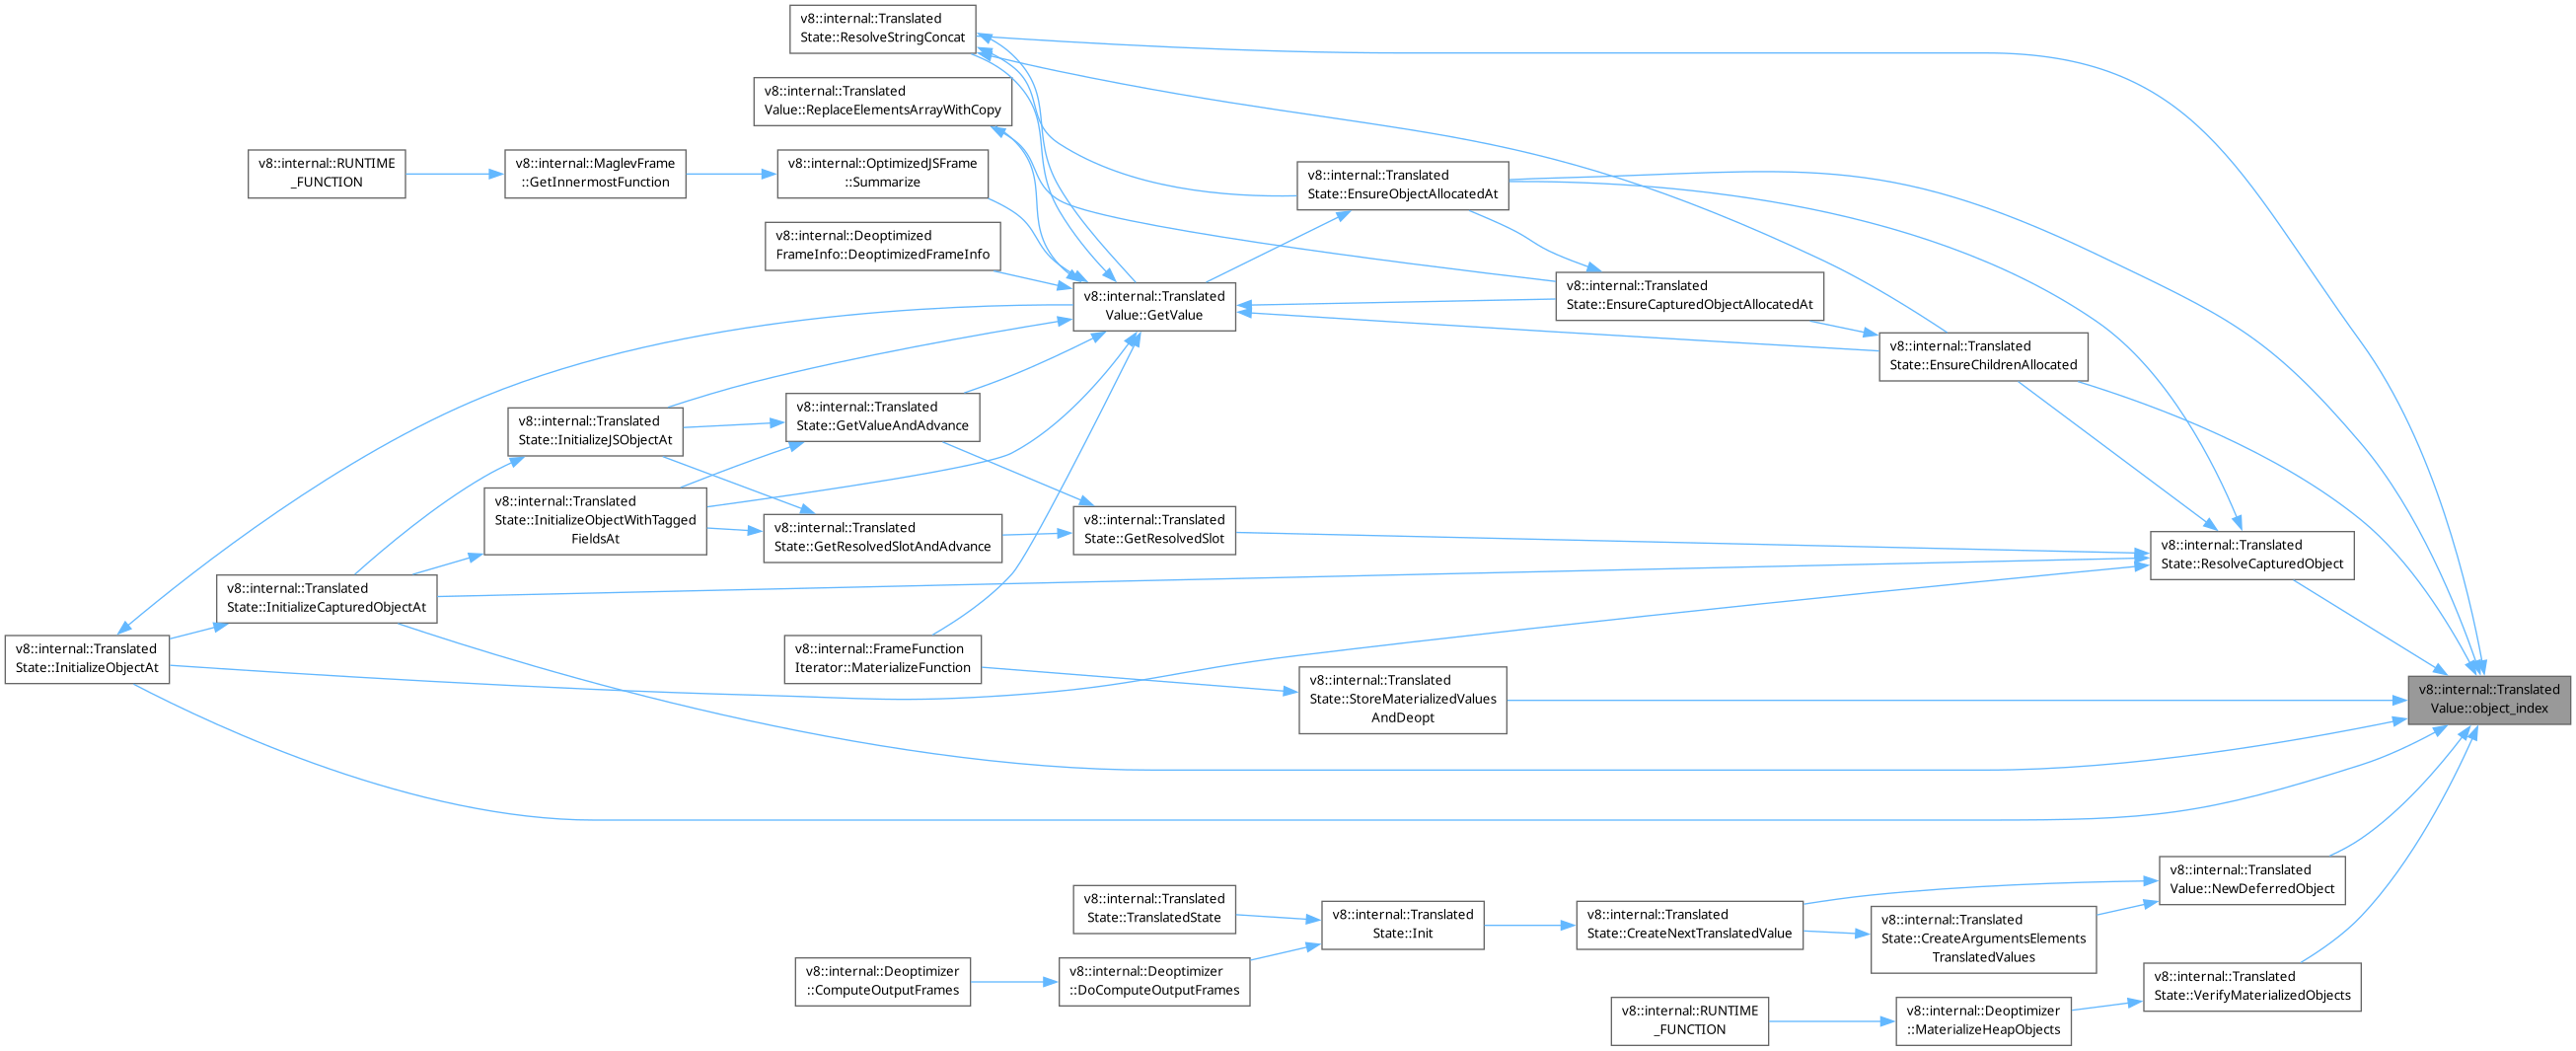 v8::internal::Translated
State::ResolveStringConcat
v8::internal::Translated
Value::ReplaceElementsArrayWithCopy
v8::internal::RUNTIME
_FUNCTION
v8::internal::MaglevFrame
::GetInnermostFunction
v8::internal::OptimizedJSFrame
::Summarize
v8::internal::Translated
State::EnsureObjectAllocatedAt
v8::internal::Deoptimized
FrameInfo::DeoptimizedFrameInfo
v8::internal::Translated
Value::GetValue
v8::internal::Translated
State::EnsureCapturedObjectAllocatedAt
v8::internal::Translated
State::EnsureChildrenAllocated
v8::internal::Translated
State::InitializeJSObjectAt
v8::internal::Translated
State::GetValueAndAdvance
v8::internal::Translated
State::InitializeObjectWithTagged
FieldsAt
v8::internal::Translated
State::GetResolvedSlotAndAdvance
v8::internal::Translated
State::GetResolvedSlot
v8::internal::Translated
State::ResolveCapturedObject
v8::internal::Translated
State::InitializeCapturedObjectAt
v8::internal::Translated
State::InitializeObjectAt
v8::internal::FrameFunction
Iterator::MaterializeFunction
v8::internal::Translated
State::StoreMaterializedValues
AndDeopt
v8::internal::Translated
Value::object_index
v8::internal::Translated
Value::NewDeferredObject
v8::internal::Translated
State::TranslatedState
v8::internal::Translated
State::Init
v8::internal::Translated
State::CreateNextTranslatedValue
v8::internal::Translated
State::CreateArgumentsElements
TranslatedValues
v8::internal::Deoptimizer
::ComputeOutputFrames
v8::internal::Deoptimizer
::DoComputeOutputFrames
v8::internal::Translated
State::VerifyMaterializedObjects
v8::internal::RUNTIME
_FUNCTION
v8::internal::Deoptimizer
::MaterializeHeapObjects